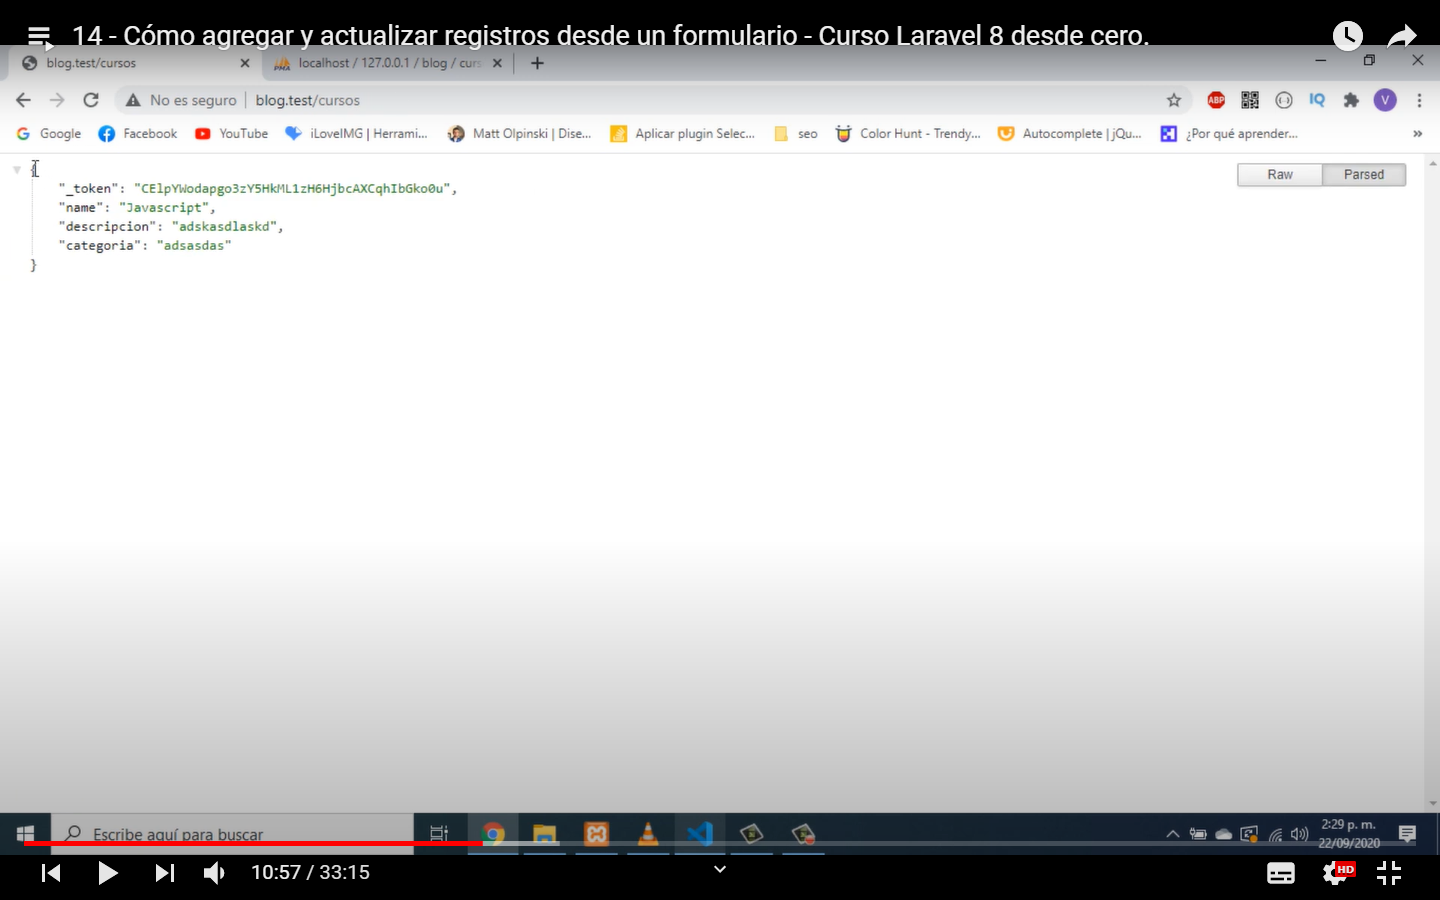 14 - Cómo agregar y actualizar registros desde un formulario - Curso Laravel 8 desde cero.
blog.test/cursos
localhost / 127.0.0.1 / blog / curs
No es seguro
blog.test/cursos
ABP
IQ
V
Google
Facebook
YouTube
iLoveIMG | Herrami...
Matt Olpinski | Dise...
Aplicar plugin Selec...
seo
Color Hunt - Trendy...
Autocomplete | jQu...
¿Por qué aprender...
»
{
"_token": "CElpYWodapgo3zY5HkML1zH6HjbcAXCqhIbGko0u",
"name": "Javascript",
"descripcion": "adskasdlaskd",
"categoria": "adsasdas"
}
Raw
Parsed
Escribe aquí para buscar
2:29 p. m.
22/09/2020
10:57 / 33:15
HD